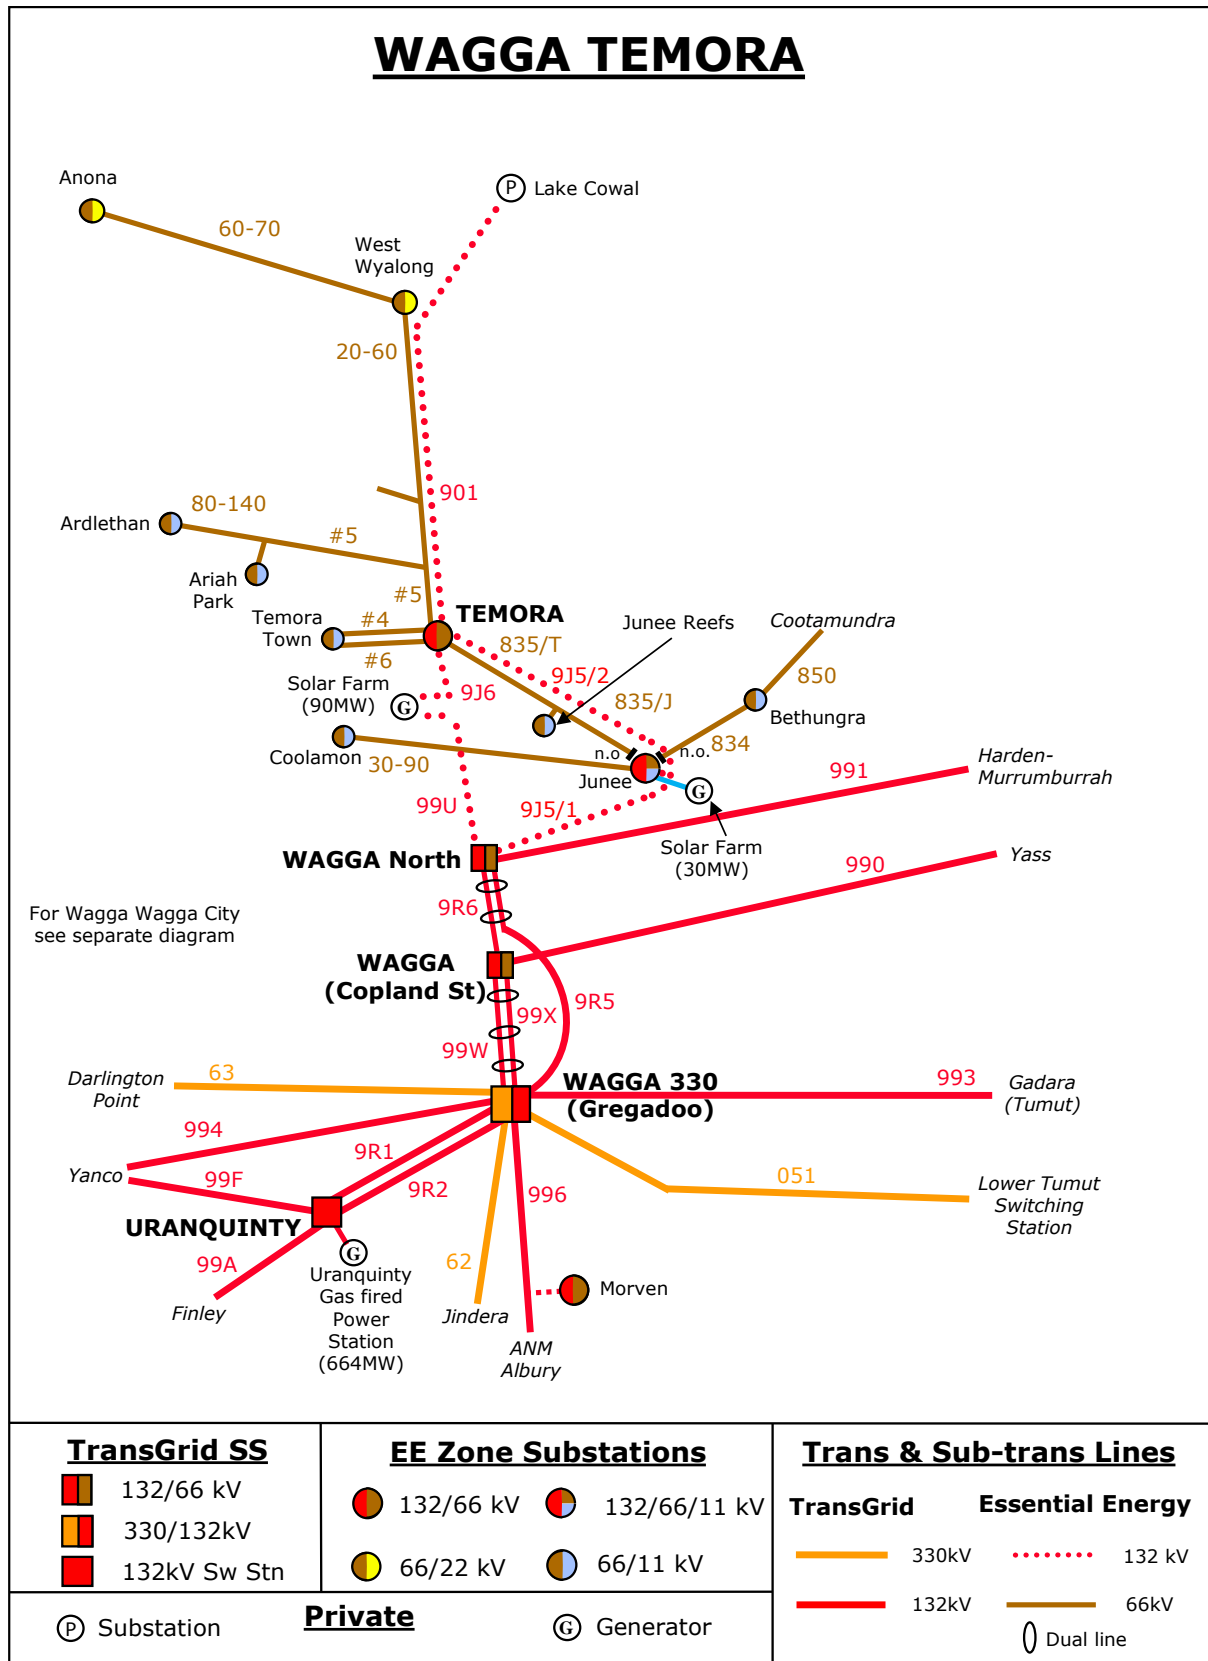 WAGGA TEMORA
Anona
P
Lake Cowal
60-70
West
Wyalong
20-60
901
80-140
Ardlethan
#5
Ariah
Park
#5
TEMORA
Temora
Town
#4
#6
Junee Reefs
Cootamundra
835/T
9J5/2
835/J
850
Bethungra
834
Solar Farm
(90MW)
G
9J6
Coolamon
30-90
n.o
n.o.
Junee
G
991
Harden-
Murrumburrah
99U
9J5/1
Solar Farm
(30MW)
WAGGA North
990
Yass
9R6
For Wagga Wagga City
see separate diagram
WAGGA
(Copland St)
9R5
99X
99W
63
Darlington
Point
WAGGA 330
(Gregadoo)
993
Gadara
(Tumut)
994
Yanco
99F
9R1
9R2
996
051
Lower Tumut
Switching
Station
URANQUINTY
99A
G
62
Finley
Uranquinty
Gas fired
Power
Station
(664MW)
Jindera
Morven
ANM
Albury
TransGrid SS
132/66 kV
330/132kV
132kV Sw Stn
EE Zone Substations
132/66 kV
132/66/11 kV
66/22 kV
66/11 kV
Private
P Substation
G Generator
Trans & Sub-trans Lines
TransGrid
Essential Energy
330kV
132 kV
132kV
66kV
Dual line